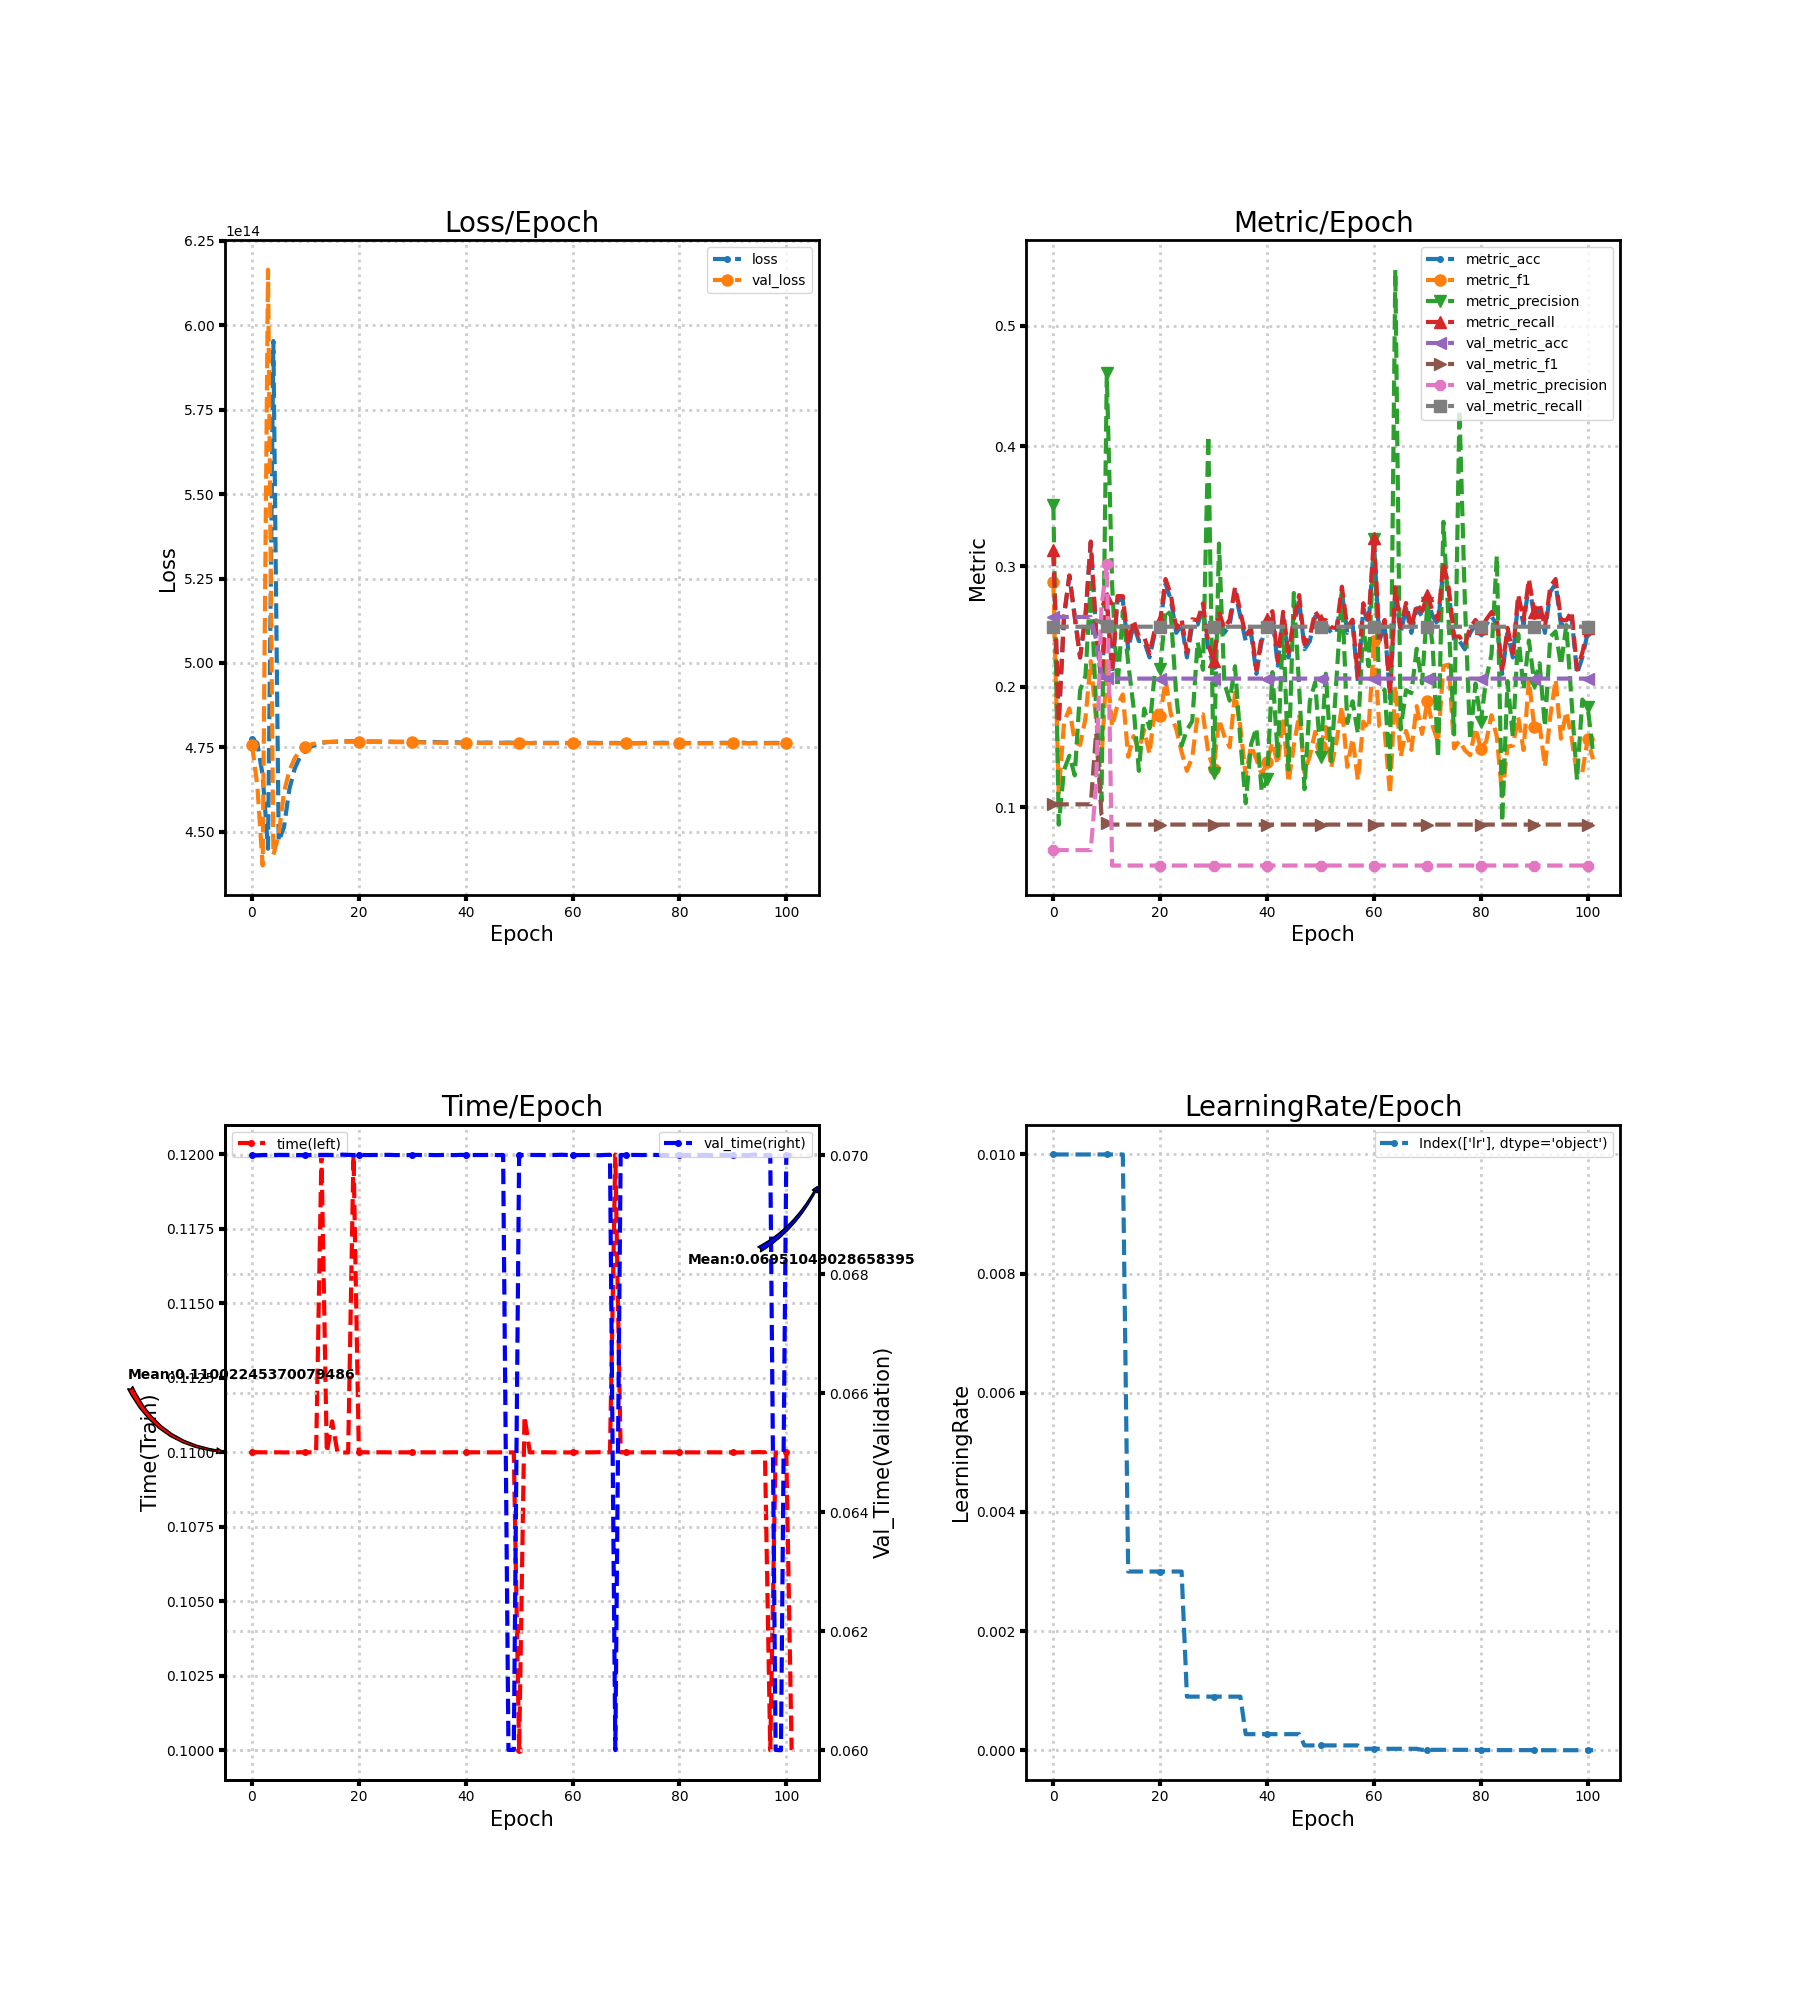 Loss/Epoch
1e14
6.25
6.00
5.75
5.50
5.25
5.00
4.75
4.50
Loss
loss
val_loss
0 20 40 60 80 100
Epoch
Metric/Epoch
0.5
0.4
0.3
0.2
0.1
Metric
metric_acc
metric_f1
metric_precision
metric_recall
val_metric_acc
val_metric_f1
val_metric_precision
val_metric_recall
0 20 40 60 80 100
Epoch
Time/Epoch
0.1200
0.1175
0.1150
0.1125
0.1100
0.1075
0.1050
0.1025
0.1000
Time(Train)
time(left)
val_time(right)
Mean:0.11002245370079486
Mean:0.06951049028658395
0.070
0.068
0.066
0.064
0.062
0.060
Val_Time(Validation)
0 20 40 60 80 100
Epoch
LearningRate/Epoch
0.010
0.008
0.006
0.004
0.002
0.000
LearningRate
Index(['lr'], dtype='object')
0 20 40 60 80 100
Epoch